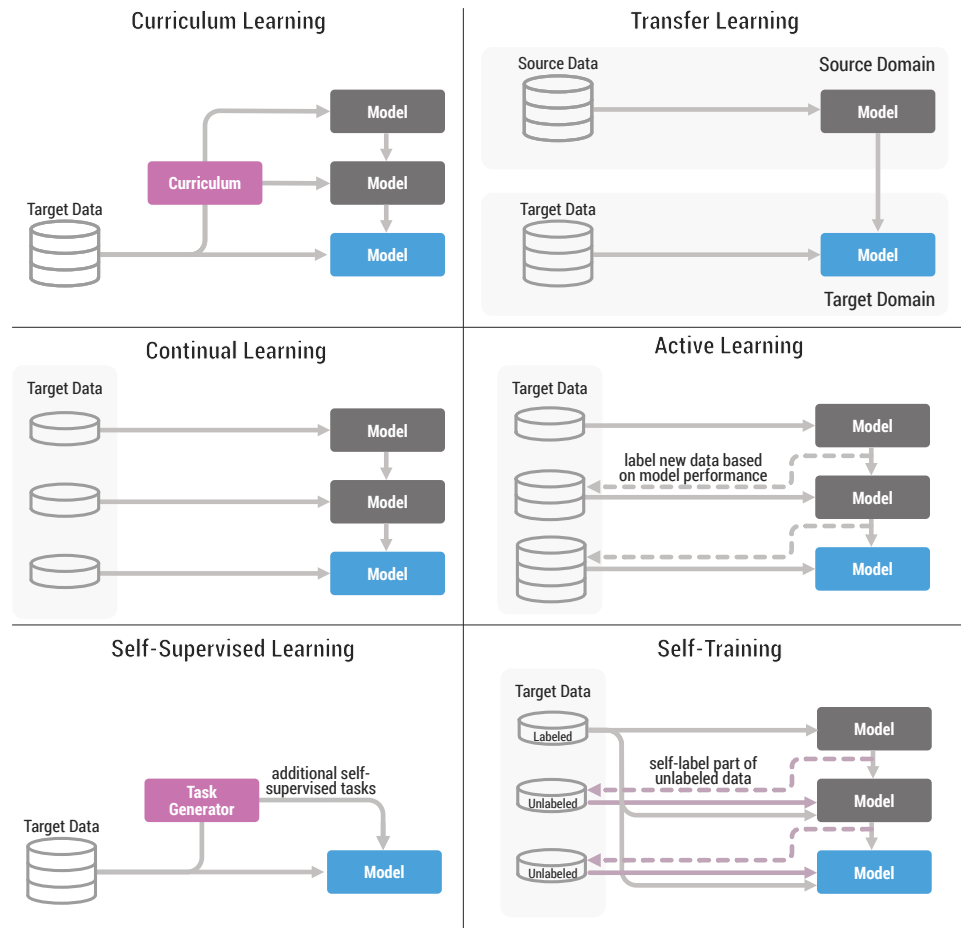 Curriculum Learning
Target Data
Curriculum
Model
Model
Model
Transfer Learning
Source Data
Source Domain
Model
Target Data
Model
Target Domain
Continual Learning
Target Data
Model
Model
Model
Active Learning
Target Data
Model
label new data based
on model performance
Model
Model
Self-Supervised Learning
Target Data
Task
Generator
additional self-
supervised tasks
Model
Self-Training
Target Data
Labeled
Model
self-label part of
unlabeled data
Unlabeled
Model
Unlabeled
Model